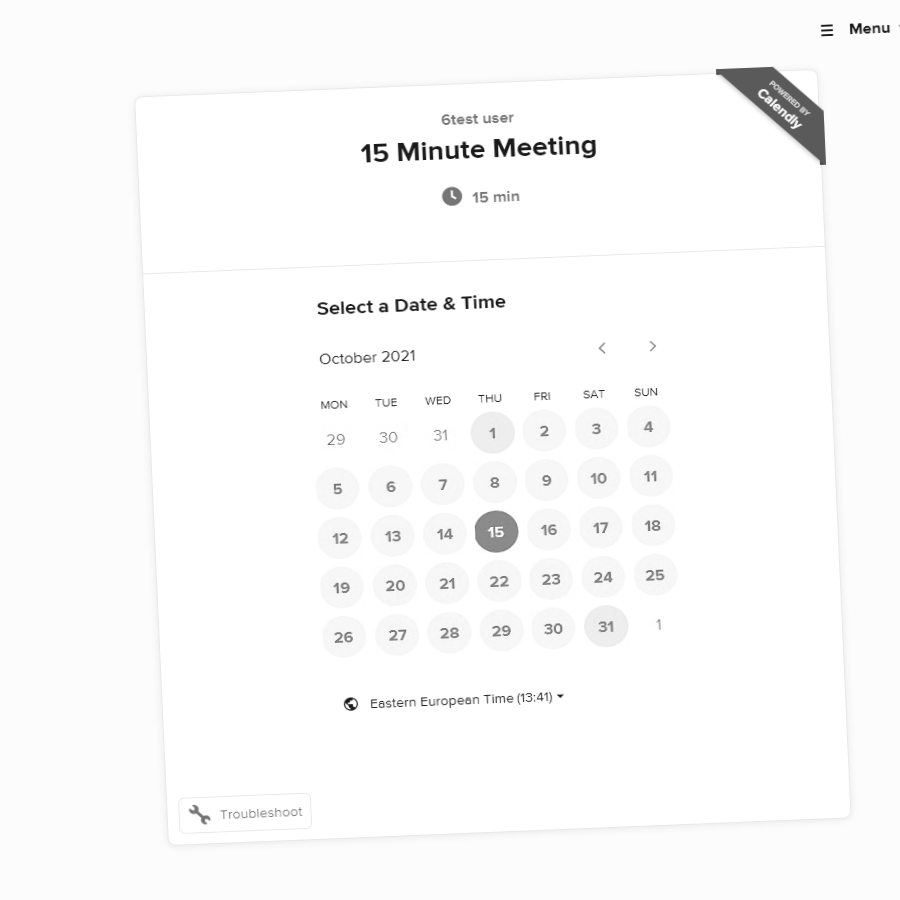 Menu
POWERED BY
Calendly
6test user
15 Minute Meeting
15 min
Select a Date & Time
October 2021
MON TUE WED THU FRI SAT SUN
29 30 31 1 2 3 4
5 6 7 8 9 10 11
12 13 14 15 16 17 18
19 20 21 22 23 24 25
26 27 28 29 30 31 1
Eastern European Time (13:41)
Troubleshoot